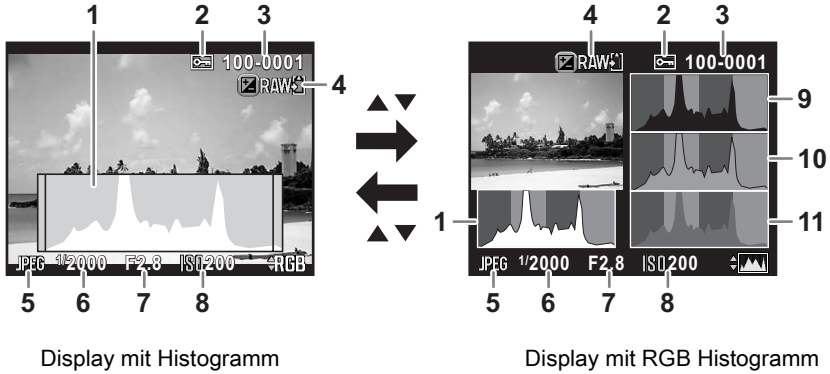 1 2 3
4 2 3
100-0001
RAW
4
RAW
100-0001
9
10
1
11
JPEG 1/2000 F2.8 ISO200 RGB
JPEG 1/2000 F2.8 ISO200
5 6 7 8
5 6 7 8
Display mit Histogramm
Display mit RGB Histogramm